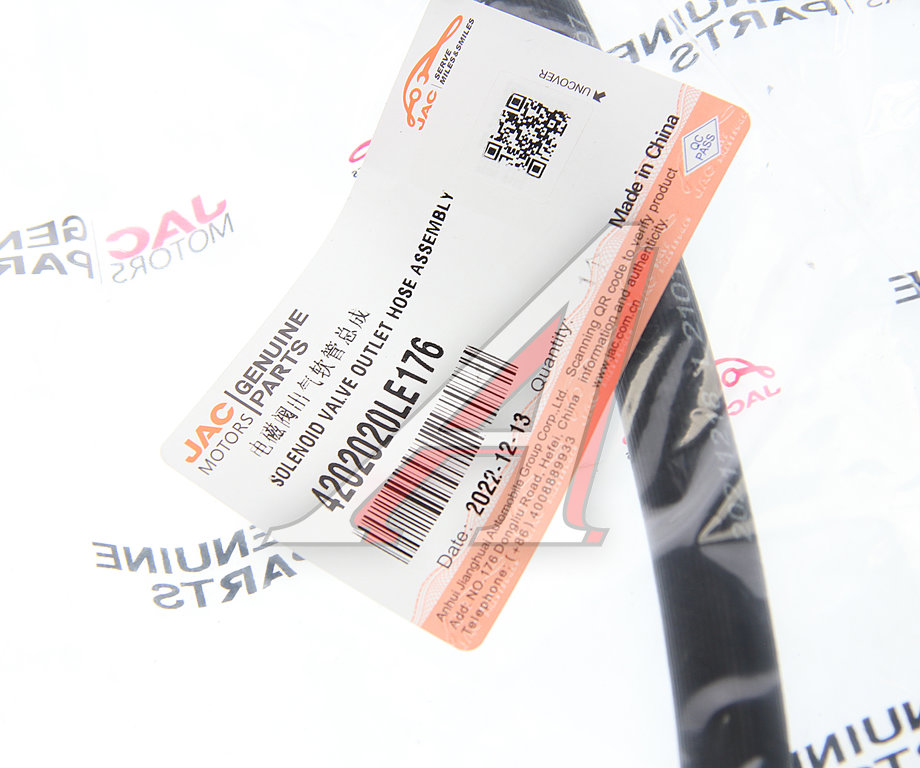 JAC
SERVE
MILES&SMILES
UNCOVER
QC
PASS
Made in China
JAC
MOTORS
GENUINE
PARTS
电磁阀出气软管总成
SOLENOID VALVE OUTLET HOSE ASSEMBLY
4202020LE176
Quantity:
Date: 2022-12-13
Scanning QR code to verify product
information and authenticity.
www.jac.com.cn
Anhui Jianghuai Automobile Group Corp.,Ltd.
Add: NO.176 Dongliu Road, Hefei, China
Telephone: (+86) 4008889933
JAC
MOTORS
GENUINE
PARTS
GENUINE
PARTS